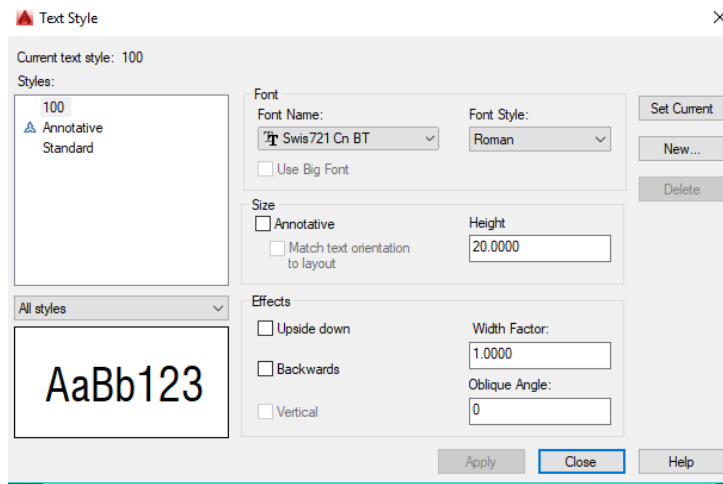 Text Style
Current text style: 100
Styles:
100
Annotative
Standard
All styles
AaBb123
Font
Font Name:
Swis721 Cn BT
Use Big Font
Font Style:
Roman
Size
Annotative
Match text orientation
to layout
Height
20.0000
Effects
Upside down
Backwards
Vertical
Width Factor:
1.0000
Oblique Angle:
0
Set Current
New...
Delete
Apply
Close
Help